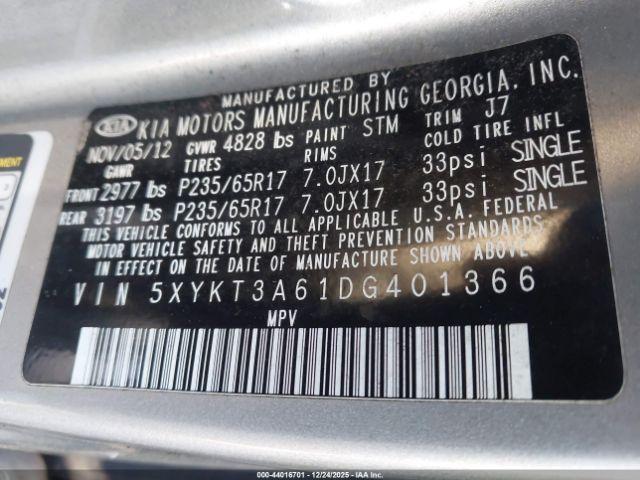 MANUFACTURED BY
KIA KIA MOTORS MANUFACTURING GEORGIA, INC.
NOV/05/12 GVWR 4828 lbs PAINT STM TRIM J7
GAWR TIRES RIMS COLD TIRE INFL
FRONT 2977 lbs P235/65R17 7.0JX17 33psi SINGLE
REAR 3197 lbs P235/65R17 7.0JX17 33psi SINGLE
THIS VEHICLE CONFORMS TO ALL APPLICABLE U.S.A. FEDERAL
MOTOR VEHICLE SAFETY AND THEFT PREVENTION STANDARDS
IN EFFECT ON THE DATE OF MANUFACTURE SHOWN ABOVE
VIN 5XYKT3A61DG401366
MPV
000-44016701 - 12/24/2025 - IAA Inc. - COPYRIGHTED